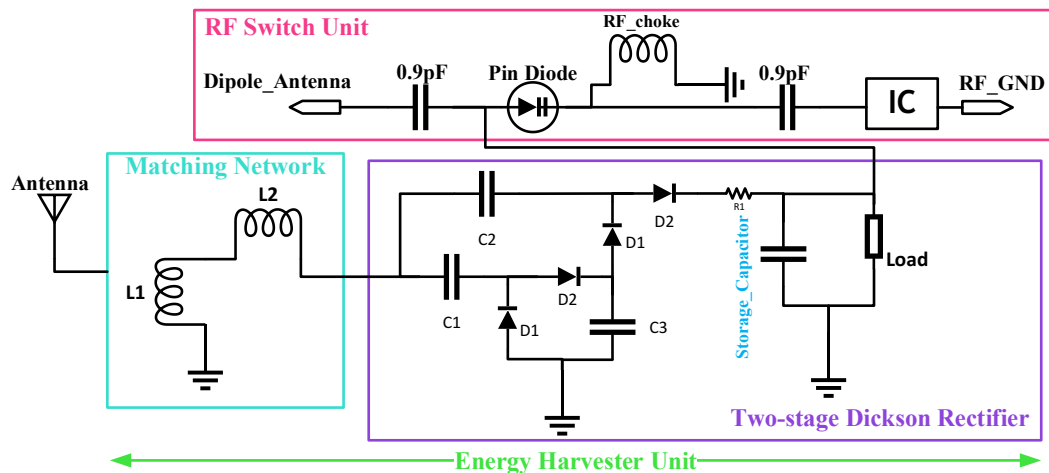 RF Switch Unit
RF_choke
Dipole_Antenna
0.9pF
Pin Diode
0.9pF
IC
RF_GND
Matching Network
Antenna
L2
L1
C2
D2
R1
D1
C1
D2
D1
C3
Storage_Capacitor
Load
Two-stage Dickson Rectifier
Energy Harvester Unit